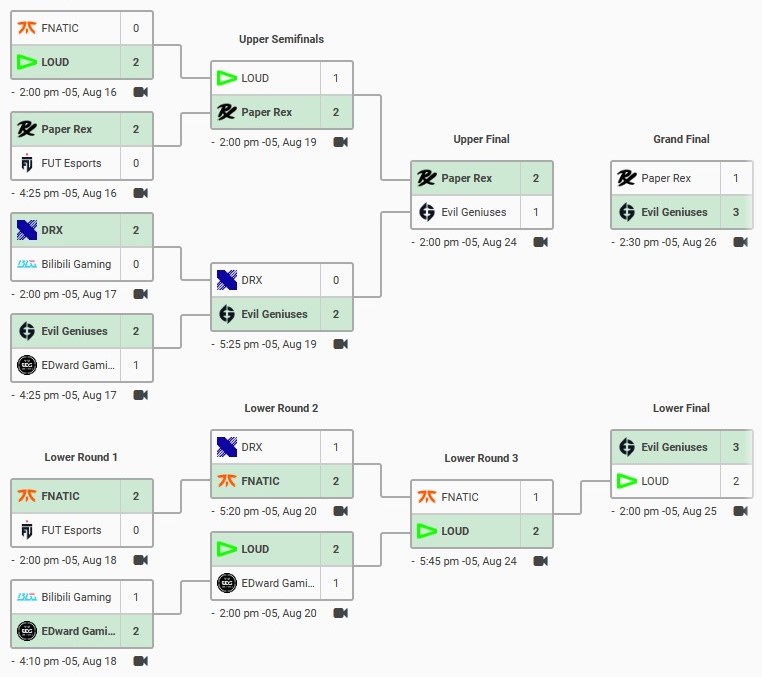 FNATIC 0
LOUD 2
- 2:00 pm -05, Aug 16
Paper Rex 2
FUT Esports 0
- 4:25 pm -05, Aug 16
DRX 2
Bilibili Gaming 0
- 2:00 pm -05, Aug 17
Evil Geniuses 2
EDward Gami... 1
- 4:25 pm -05, Aug 17
Upper Semifinals
LOUD 1
Paper Rex 2
- 2:00 pm -05, Aug 19
DRX 0
Evil Geniuses 2
- 5:25 pm -05, Aug 19
Upper Final
Paper Rex 2
Evil Geniuses 1
- 2:00 pm -05, Aug 24
Grand Final
Paper Rex 1
Evil Geniuses 3
- 2:30 pm -05, Aug 26
Lower Round 1
FNATIC 2
FUT Esports 0
- 2:00 pm -05, Aug 18
Bilibili Gaming 1
EDward Gami... 2
- 4:10 pm -05, Aug 18
Lower Round 2
DRX 1
FNATIC 2
- 5:20 pm -05, Aug 20
LOUD 2
EDward Gami... 1
- 2:00 pm -05, Aug 20
Lower Round 3
FNATIC 1
LOUD 2
- 5:45 pm -05, Aug 24
Lower Final
Evil Geniuses 3
LOUD 2
- 2:00 pm -05, Aug 25